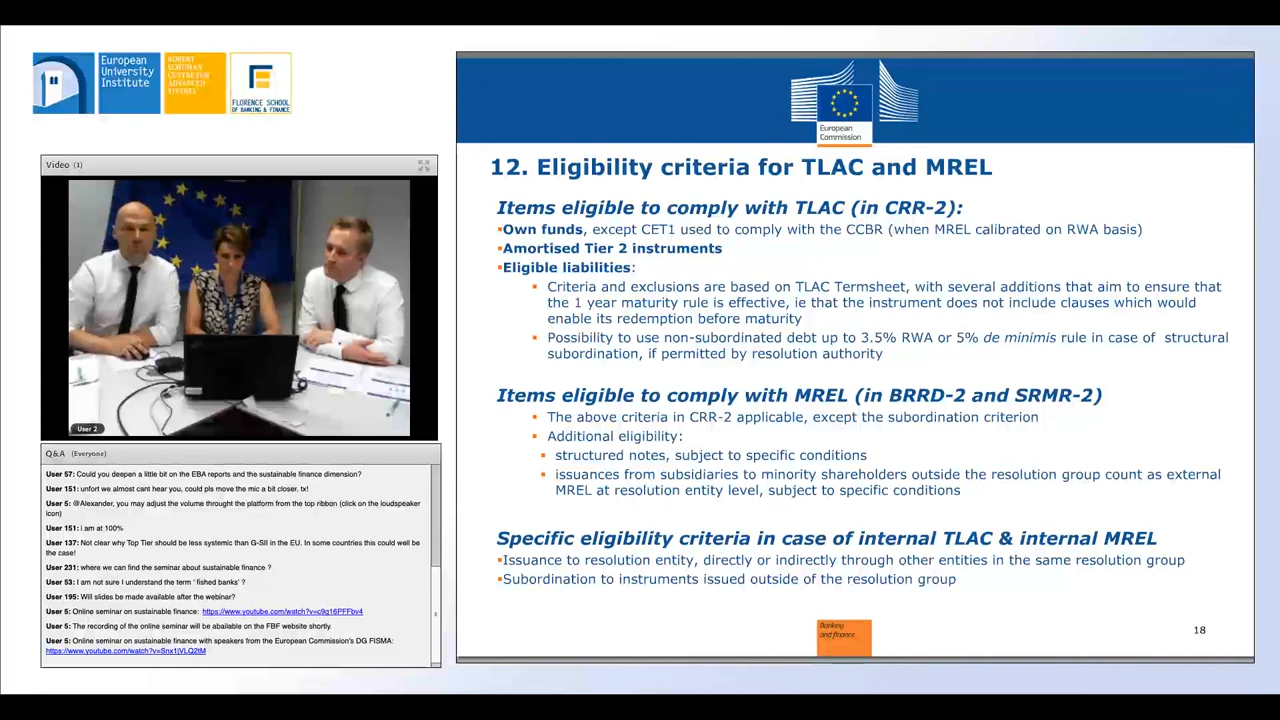 European
University
Institute
ROBERT
SCHUMAN
CENTRE FOR
ADVANCED
STUDIES
FLORENCE SCHOOL
OF BANKING & FINANCE
Video (1)
User 2
Q&A (Everyone)
User 57: Could you deepen a little bit on the EBA reports and the sustainable finance dimension?
User 151: unfort we almost cant hear you, could pls move the mic a bit closer. tx!
User 5: @Alexander, you may adjust the volume throught the platform from the top ribbon (click on the loudspeaker
icon)
User 151: i am at 100%
User 137: Not clear why Top Tier should be less systemic than G-SII in the EU. In some countries this could well be
the case!
User 231: where we can find the seminar about sustainable finance ?
User 53: I am not sure I understand the term ' fished banks' ?
User 195: Will slides be made available after the webinar?
User 5: Online seminar on sustainable finance: https://www.youtube.com/watch?v=c9g16PFFbv4
User 5: The recording of the online seminar will be abailable on the FBF website shortly.
User 5: Online seminar on sustainable finance with speakers from the European Commission's DG FISMA:
https://www.youtube.com/watch?v=Snx1jVLQ2tM
European
Commission
12. Eligibility criteria for TLAC and MREL
Items eligible to comply with TLAC (in CRR-2):
▪Own funds, except CET1 used to comply with the CCBR (when MREL calibrated on RWA basis)
▪Amortised Tier 2 instruments
▪Eligible liabilities:
▪ Criteria and exclusions are based on TLAC Termsheet, with several additions that aim to ensure that
the 1 year maturity rule is effective, ie that the instrument does not include clauses which would
enable its redemption before maturity
▪ Possibility to use non-subordinated debt up to 3.5% RWA or 5% de minimis rule in case of structural
subordination, if permitted by resolution authority
Items eligible to comply with MREL (in BRRD-2 and SRMR-2)
▪ The above criteria in CRR-2 applicable, except the subordination criterion
▪ Additional eligibility:
▪ structured notes, subject to specific conditions
▪ issuances from subsidiaries to minority shareholders outside the resolution group count as external
MREL at resolution entity level, subject to specific conditions
Specific eligibility criteria in case of internal TLAC & internal MREL
▪Issuance to resolution entity, directly or indirectly through other entities in the same resolution group
▪Subordination to instruments issued outside of the resolution group
Banking
and finance
18